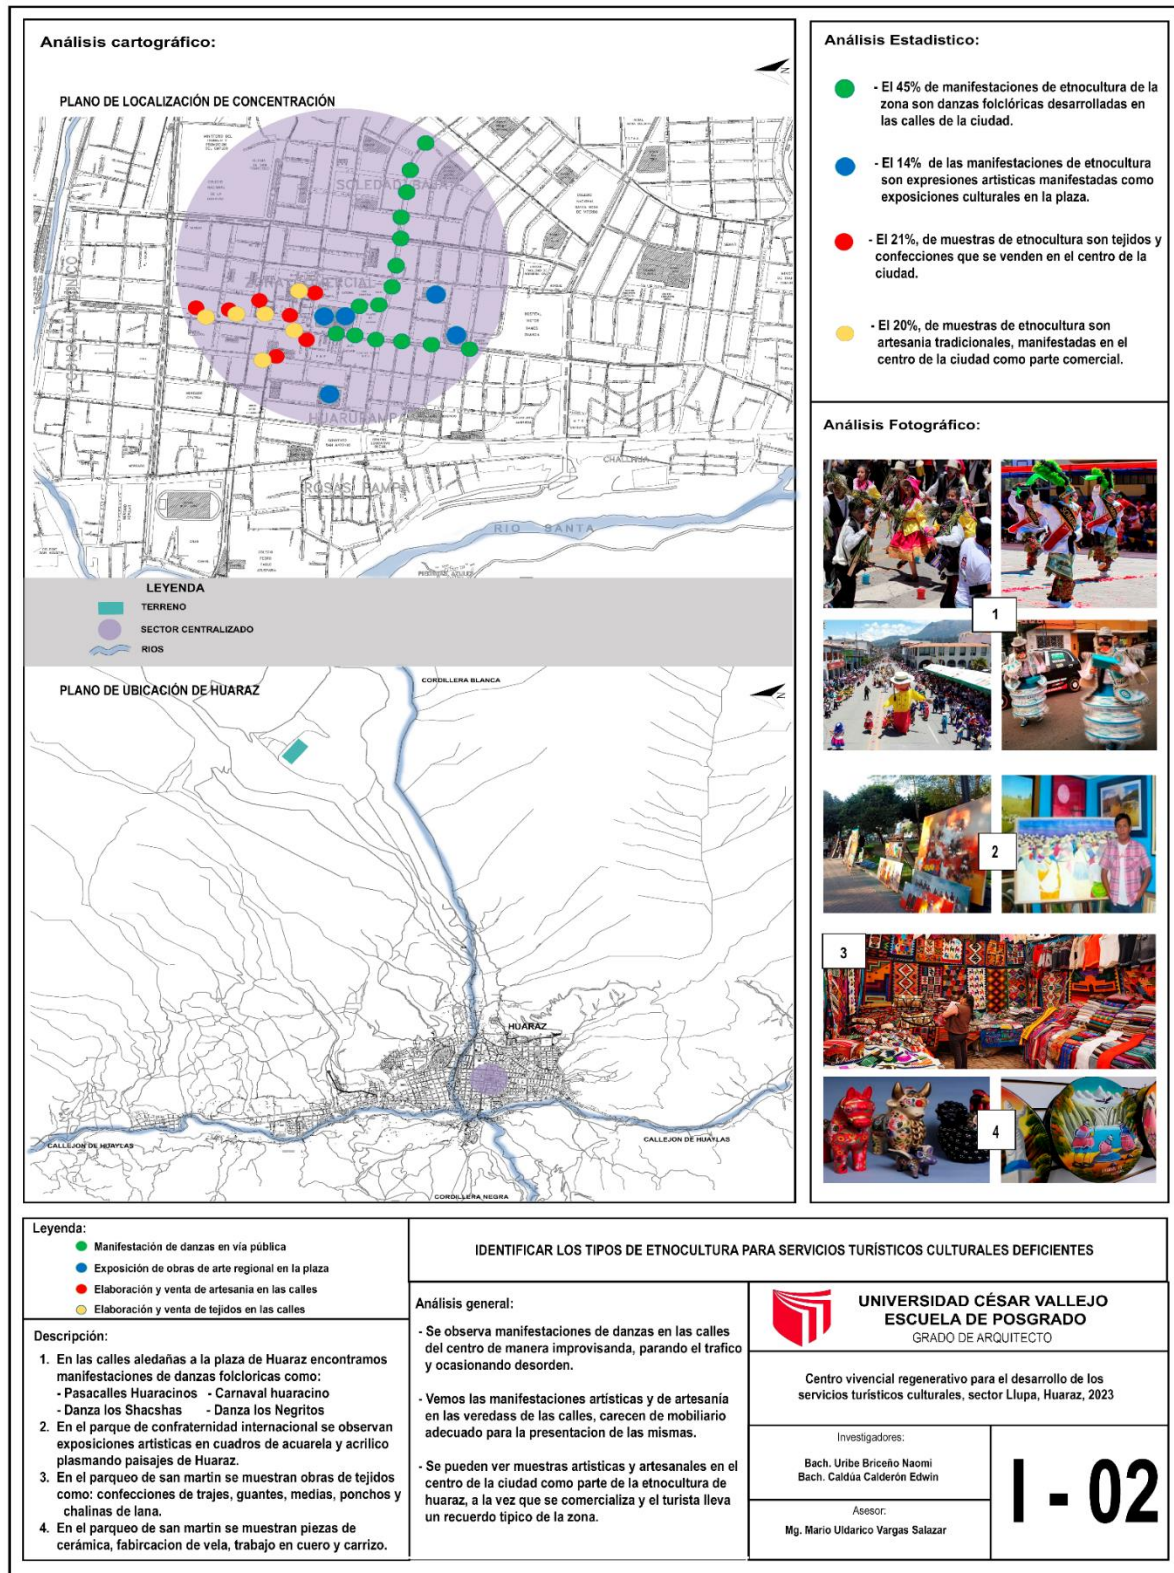 Análisis cartográfico:
N
PLANO DE LOCALIZACIÓN DE CONCENTRACIÓN
SOLEDAD BAJA
ZONA COMERCIAL
HUARUPAMPA
ROSAS PAMPA
CHALLHUA
RIO SANTA
LEYENDA
TERRENO
SECTOR CENTRALIZADO
RIOS
PLANO DE UBICACIÓN DE HUARAZ
N
CORDILLERA BLANCA
HUARAZ
CALLEJON DE HUAYLAS
CALLEJON DE HUAYLAS
CORDILLERA NEGRA
Análisis Estadistico:
- El 45% de manifestaciones de etnocultura de la
zona son danzas folclóricas desarrolladas en
las calles de la ciudad.
- El 14% de las manifestaciones de etnocultura
son expresiones artisticas manifestadas como
exposiciones culturales en la plaza.
- El 21%, de muestras de etnocultura son tejidos y
confecciones que se venden en el centro de la
ciudad.
- El 20%, de muestras de etnocultura son
artesania tradicionales, manifestadas en el
centro de la ciudad como parte comercial.
Análisis Fotográfico:
1
2
3
4
Leyenda:
Manifestación de danzas en vía pública
Exposición de obras de arte regional en la plaza
Elaboración y venta de artesanía en las calles
Elaboración y venta de tejidos en las calles
Descripción:
1. En las calles aledañas a la plaza de Huaraz encontramos
manifestaciones de danzas folcloricas como:
- Pasacalles Huaracinos - Carnaval huaracino
- Danza los Shacshas - Danza los Negritos
2. En el parque de confraternidad internacional se observan
exposiciones artisticas en cuadros de acuarela y acrilico
plasmando paisajes de Huaraz.
3. En el parqueo de san martin se muestran obras de tejidos
como: confecciones de trajes, guantes, medias, ponchos y
chalinas de lana.
4. En el parqueo de san martin se muestran piezas de
cerámica, fabircacion de vela, trabajo en cuero y carrizo.
IDENTIFICAR LOS TIPOS DE ETNOCULTURA PARA SERVICIOS TURÍSTICOS CULTURALES DEFICIENTES
Análisis general:
- Se observa manifestaciones de danzas en las calles
del centro de manera improvisanda, parando el trafico
y ocasionando desorden.
- Vemos las manifestaciones artísticas y de artesanía
en las veredass de las calles, carecen de mobiliario
adecuado para la presentacion de las mismas.
- Se pueden ver muestras artisticas y artesanales en el
centro de la ciudad como parte de la etnocultura de
huaraz, a la vez que se comercializa y el turista lleva
un recuerdo tipico de la zona.
UNIVERSIDAD CÉSAR VALLEJO
ESCUELA DE POSGRADO
GRADO DE ARQUITECTO
Centro vivencial regenerativo para el desarrollo de los
servicios turísticos culturales, sector Llupa, Huaraz, 2023
Investigadores:
Bach. Uribe Briceño Naomi
Bach. Caldúa Calderón Edwin
Asesor:
Mg. Mario Uldarico Vargas Salazar
I - 02